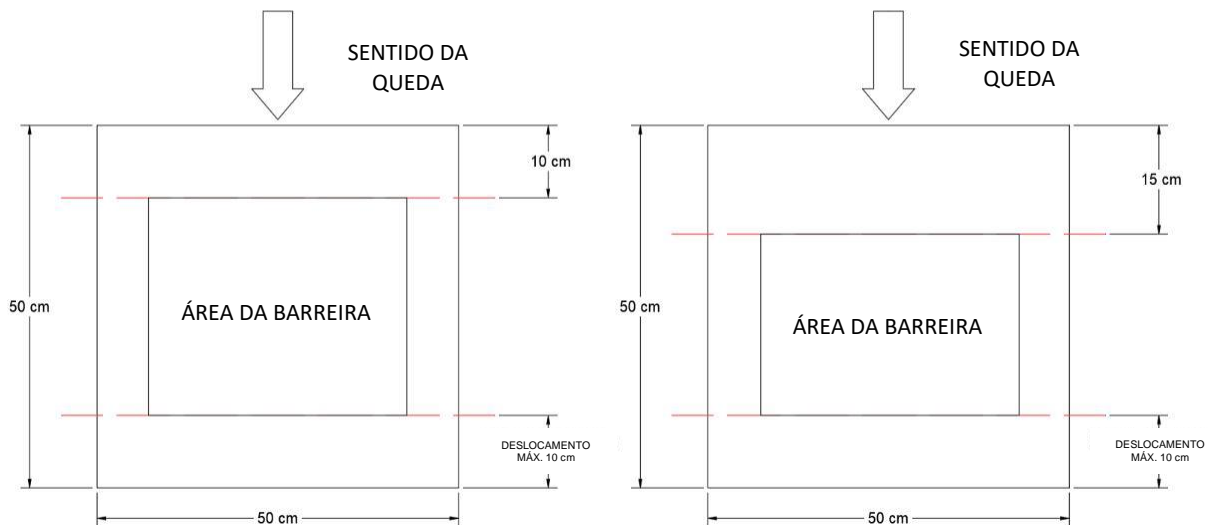 SENTIDO DA
QUEDA
10 cm
50 cm
ÁREA DA BARREIRA
DESLOCAMENTO
MÁX. 10 cm
50 cm
SENTIDO DA
QUEDA
15 cm
50 cm
ÁREA DA BARREIRA
DESLOCAMENTO
MÁX. 10 cm
50 cm